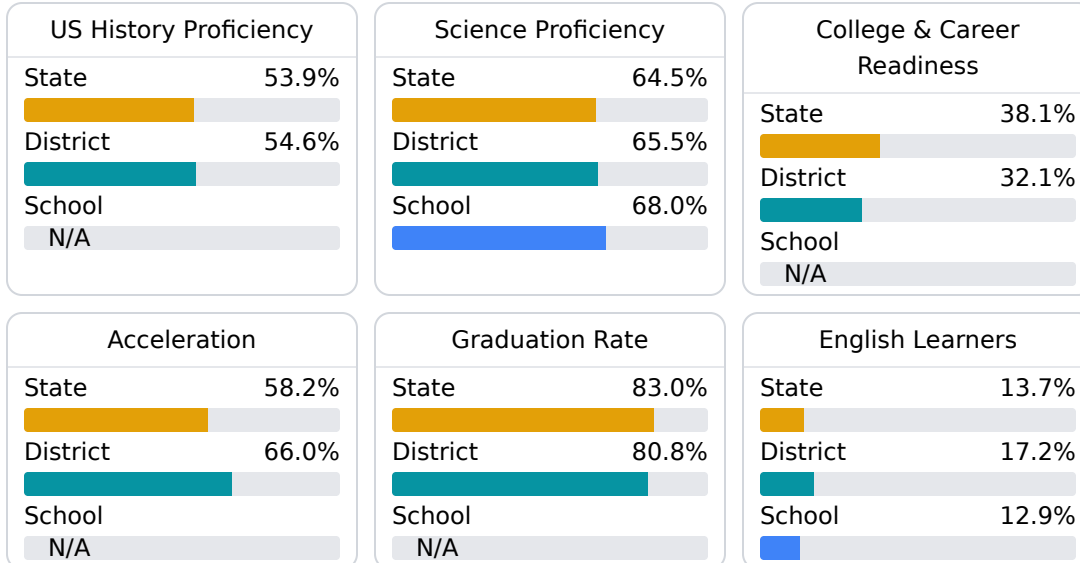 US History Proficiency
State 53.9%
District 54.6%
School
N/A
Science Proficiency
State 64.5%
District 65.5%
School 68.0%
College & Career
Readiness
State 38.1%
District 32.1%
School
N/A
Acceleration
State 58.2%
District 66.0%
School
N/A
Graduation Rate
State 83.0%
District 80.8%
School
N/A
English Learners
State 13.7%
District 17.2%
School 12.9%